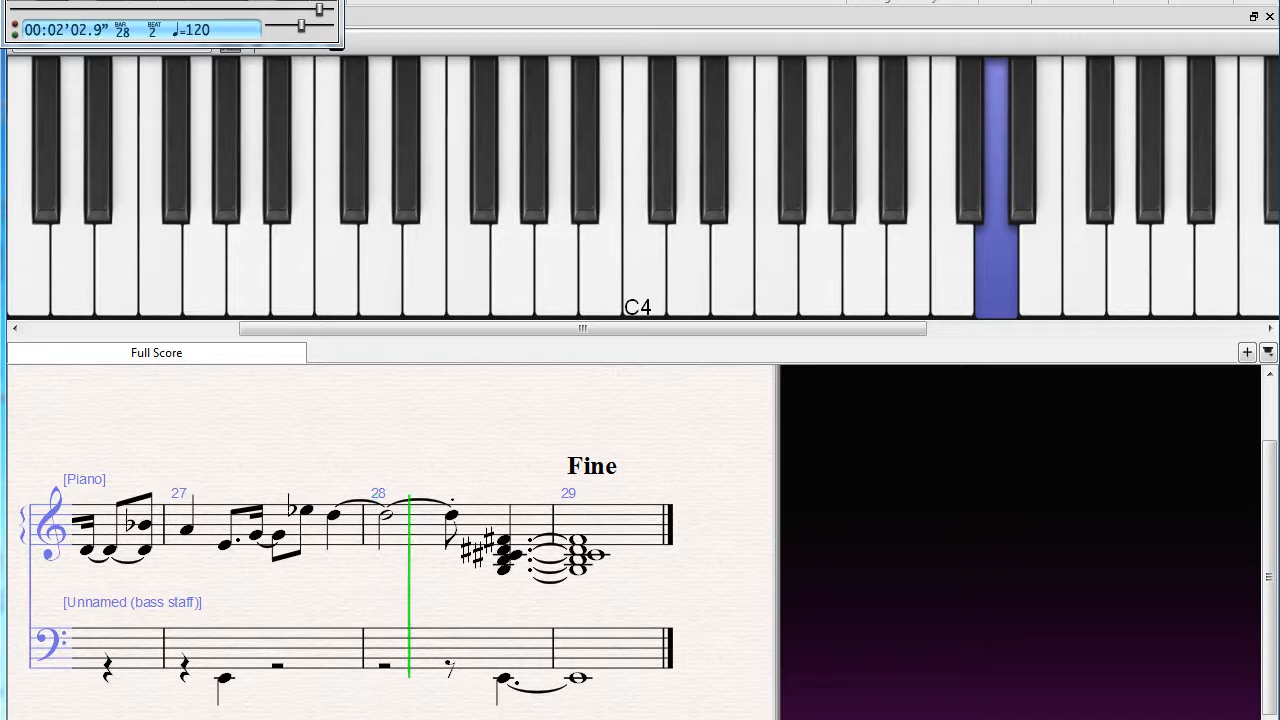 00:02'02.9" BAR 28 BEAT 2 ♩=120
C4
Full Score
Fine
[Piano]
27 28 29
[Unnamed (bass staff)]